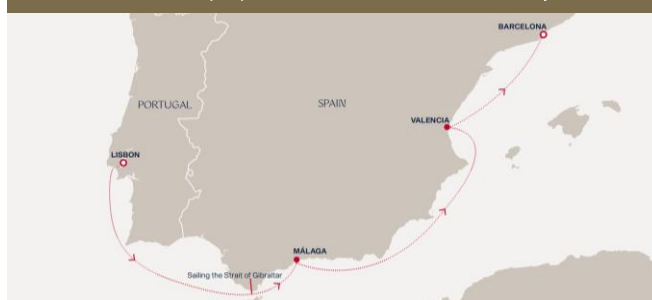 BARCELONA
PORTUGAL
SPAIN
VALENCIA
LISBON
MÁLAGA
Sailing the Strait of Gibraltar